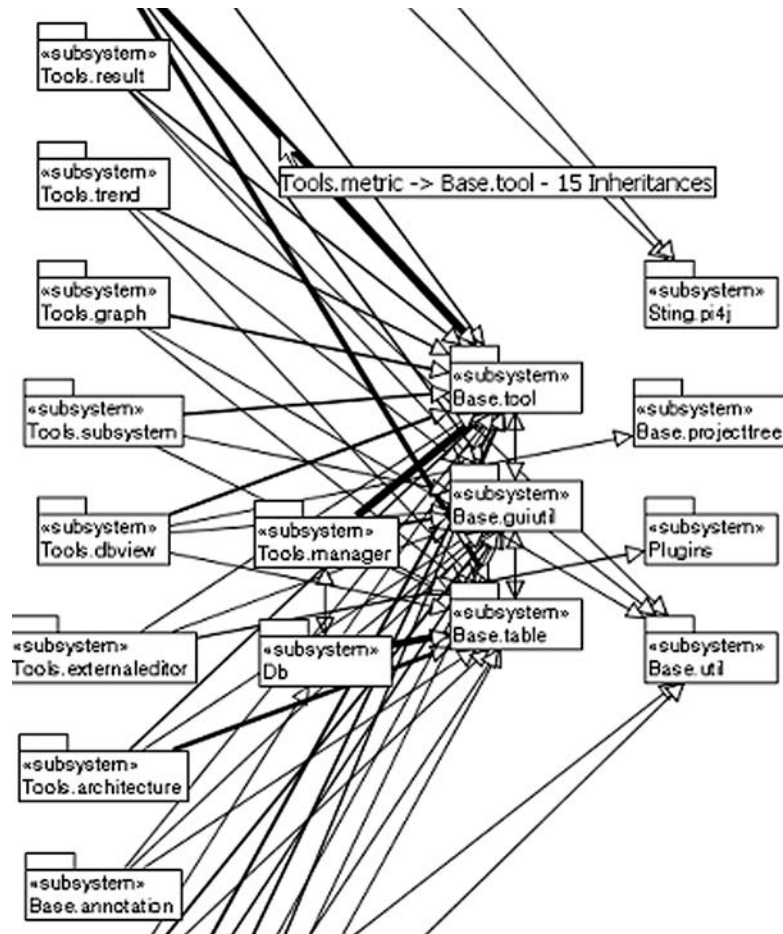 «subsystem»
Tools.result
«subsystem»
Tools.trend
Tools.metric -> Base.tool - 15 Inheritances
«subsystem»
Tools.graph
«subsystem»
Sting.pi4j
«subsystem»
Base.tool
«subsystem»
Tools.subsystem
«subsystem»
Base.projecttree
«subsystem»
Base.guiutil
«subsystem»
Tools.dbview
«subsystem»
Tools.manager
«subsystem»
Plugins
«subsystem»
Base.table
«subsystem»
Tools.externaleditor
«subsystem»
Db
«subsystem»
Base.util
«subsystem»
Tools.architecture
«subsystem»
Base.annotation